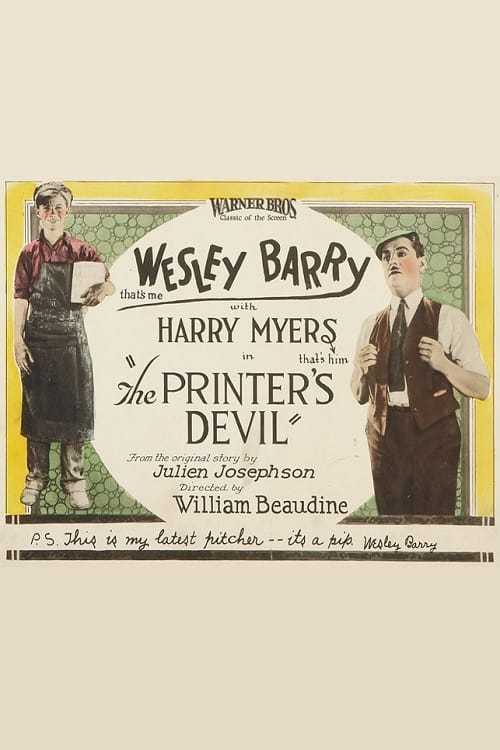 WARNER BROS
Classic of the Screen
WESLEY BARRY
that's me
with
HARRY MYERS
in
that's him
"The PRINTER'S
DEVIL"
From the original story by
Julien Josephson
Directed by
William Beaudine
P.S. This is my latest pitcher -- its a pip. Wesley Barry